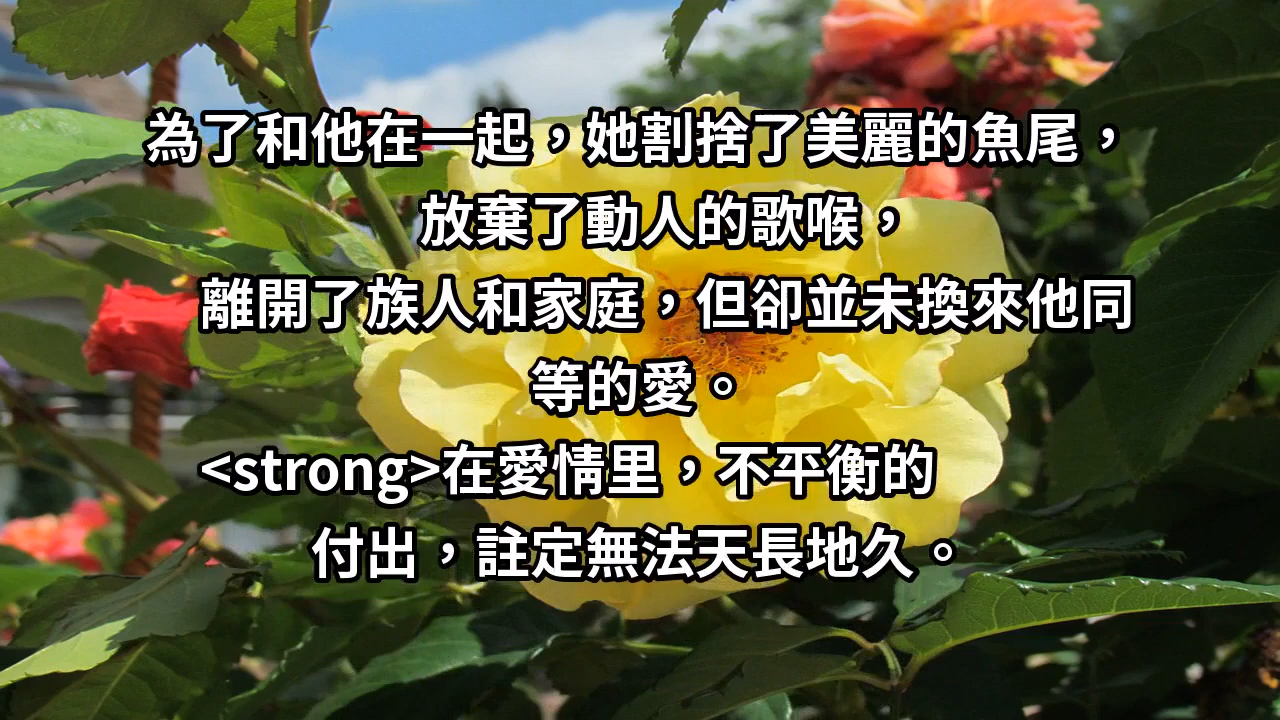 為了和他在一起，她割捨了美麗的魚尾，
放棄了動人的歌喉，
離開了族人和家庭，但卻並未換來他同
等的愛。
<strong>在愛情里，不平衡的
付出，註定無法天長地久。